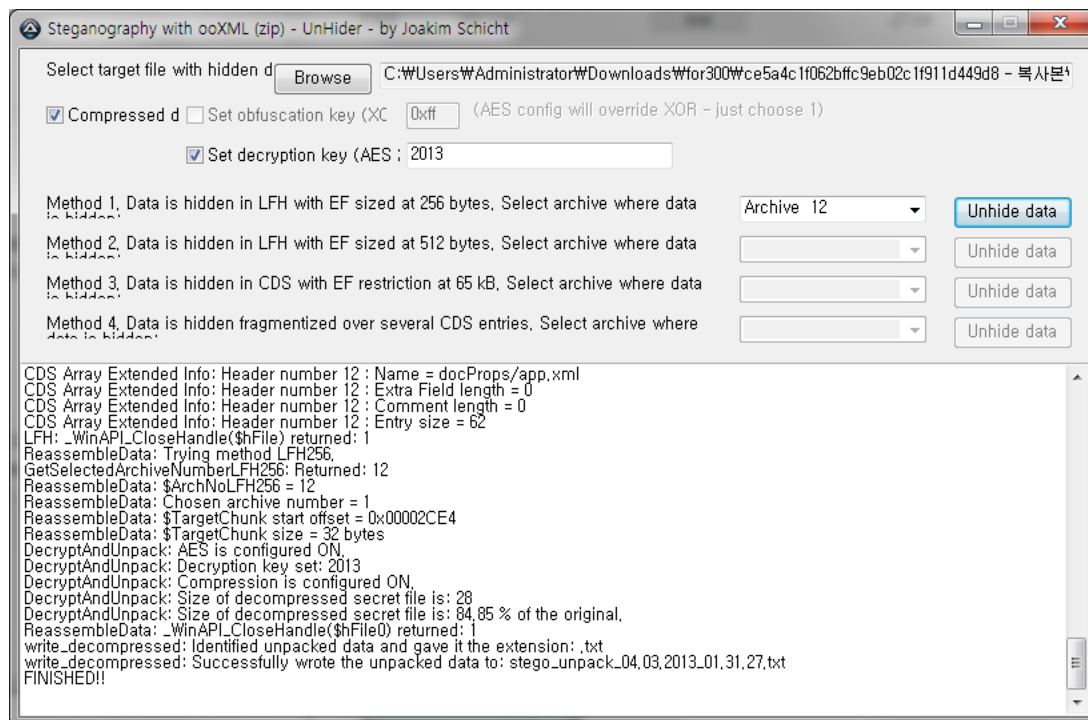 Steganography with ooXML (zip) - UnHider - by Joakim Schicht
Select target file with hidden d Browse C:₩Users₩Administrator₩Downloads₩for300₩ce5a4c1f062bffc9eb02c1f911d449d8 - 복사본
Compressed d Set obfuscation key (XC 0xff (AES config will override XOR - just choose 1)
Set decryption key (AES : 2013
Method 1, Data is hidden in LFH with EF sized at 256 bytes, Select archive where data Archive 12 Unhide data
is hidden:
Method 2, Data is hidden in LFH with EF sized at 512 bytes, Select archive where data Unhide data
is hidden:
Method 3, Data is hidden in CDS with EF restriction at 65 kB, Select archive where data Unhide data
is hidden:
Method 4, Data is hidden fragmentized over several CDS entries, Select archive where Unhide data
data is hidden:
CDS Array Extended Info: Header number 12 : Name = docProps/app.xml
CDS Array Extended Info: Header number 12 : Extra Field length = 0
CDS Array Extended Info: Header number 12 : Comment length = 0
CDS Array Extended Info: Header number 12 : Entry size = 62
LFH: _WinAPI_CloseHandle($hFile) returned: 1
ReassembleData: Trying method LFH256,
GetSelectedArchiveNumberLFH256: Returned: 12
ReassembleData: $ArchNoLFH256 = 12
ReassembleData: Chosen archive number = 1
ReassembleData: $TargetChunk start offset = 0x00002CE4
ReassembleData: $TargetChunk size = 32 bytes
DecryptAndUnpack: AES is configured ON,
DecryptAndUnpack: Decryption key set: 2013
DecryptAndUnpack: Compression is configured ON,
DecryptAndUnpack: Size of decompressed secret file is: 28
DecryptAndUnpack: Size of decompressed secret file is: 84,85 % of the original,
ReassembleData: _WinAPI_CloseHandle($hFile0) returned: 1
write_decompressed: Identified unpacked data and gave it the extension: .txt
write_decompressed: Successfully wrote the unpacked data to: stego_unpack_04.03.2013_01.31.27.txt
FINISHED!!